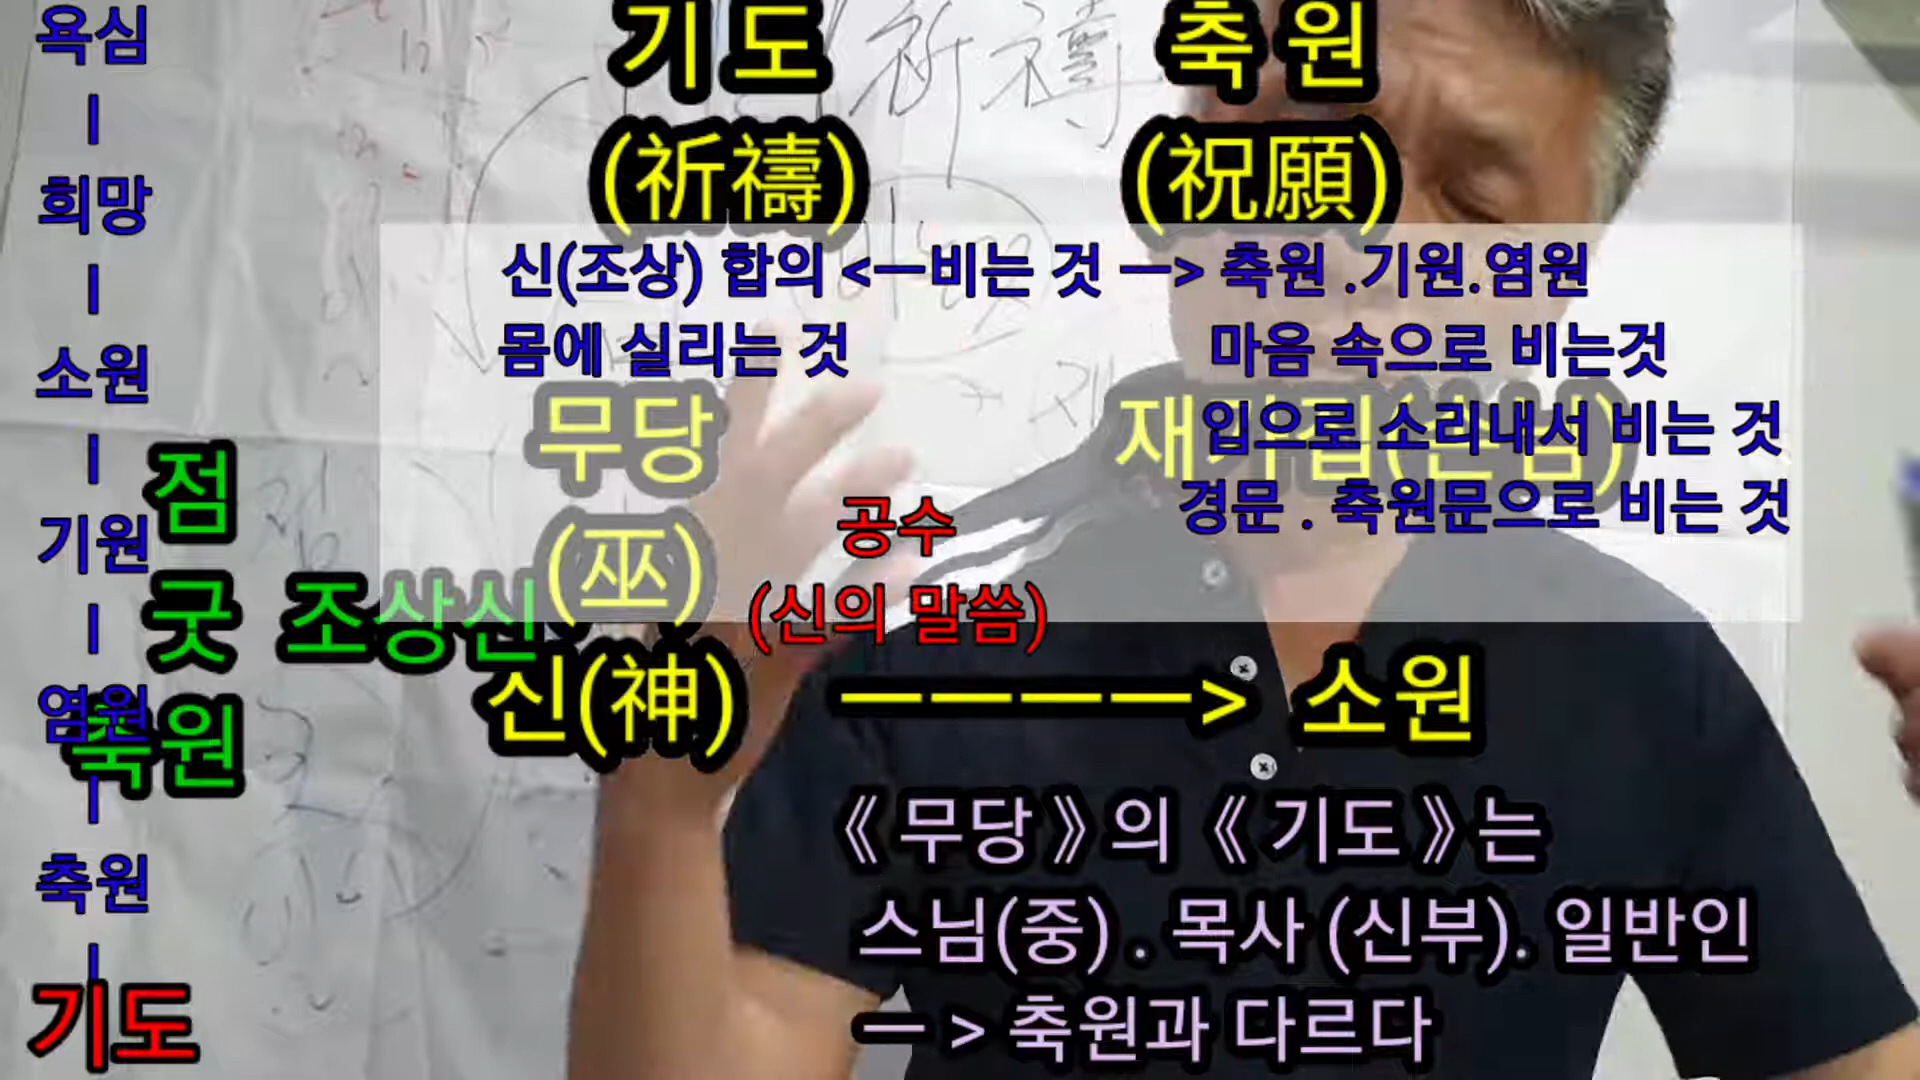 욕심
ㅣ
희망
ㅣ
소원
ㅣ
기원
ㅣ
염원
ㅣ
축원
ㅣ
기도
점
굿 조상신
축원
기도 축원
(祈禱) (祝願)
祈禱
신(조상) 합의 <ㅡ비는 것 ㅡ> 축원 .기원.염원
몸에 실리는 것 마음 속으로 비는것
무당 입으로 소리내서 비는 것
(巫) 경문 . 축원문으로 비는 것
공수
(신의 말씀)
신(神) ㅡㅡㅡㅡ> 소원
《 무당 》의 《 기도 》는
스님(중) . 목사 (신부). 일반인
ㅡ > 축원과 다르다